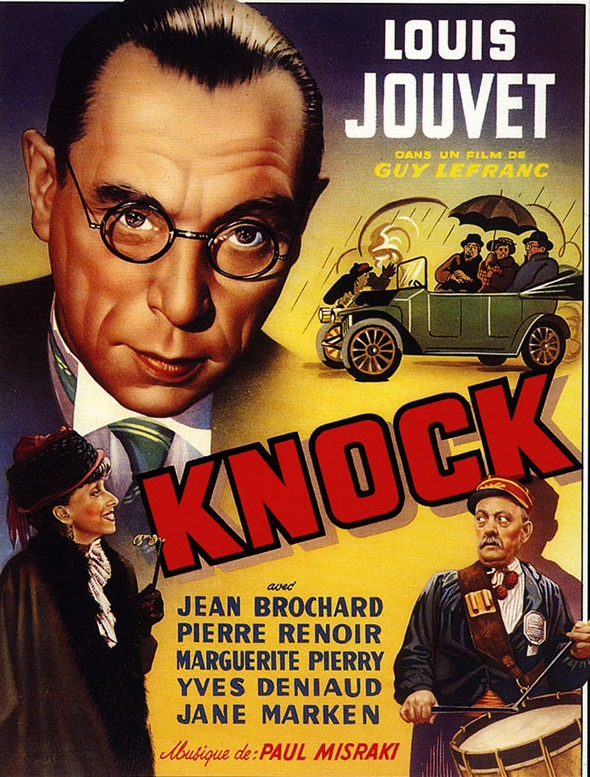 LOUIS
JOUVET
DANS UN FILM DE
GUY LEFRANC
KNOCK
avec
JEAN BROCHARD
PIERRE RENOIR
MARGUERITE PIERRY
YVES DENIAUD
JANE MARKEN
Musique de: PAUL MISRAKI